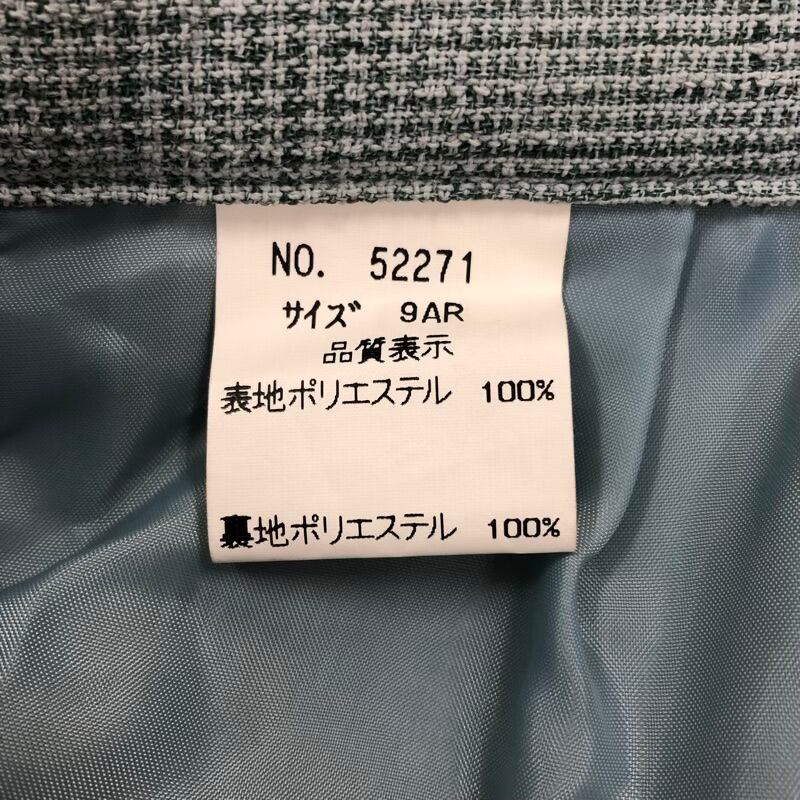 NO. 52271
サイズ 9AR
品質表示
表地ポリエステル 100%
裏地ポリエステル 100%